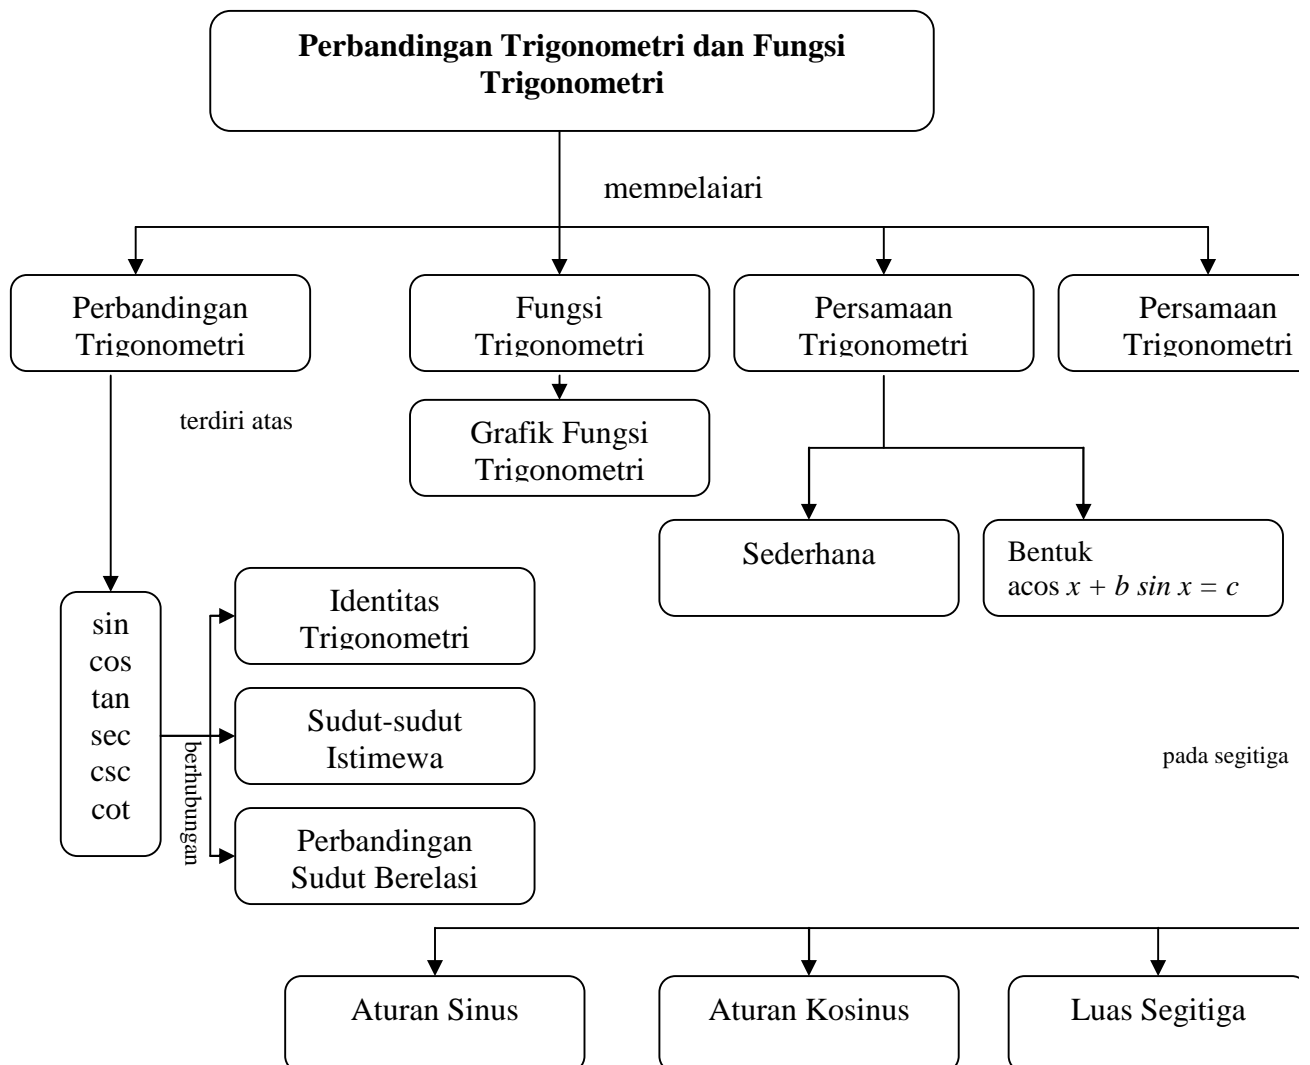 Perbandingan Trigonometri dan Fungsi
Trigonometri
mempelajari
Perbandingan
Trigonometri
Fungsi
Trigonometri
Persamaan
Trigonometri
Persamaan
Trigonometri
terdiri atas
Grafik Fungsi
Trigonometri
Sederhana
Bentuk
acos x + b sin x = c
sin
cos
tan
sec
csc
cot
berhubungan
Identitas
Trigonometri
Sudut-sudut
Istimewa
Perbandingan
Sudut Berelasi
pada segitiga
Aturan Sinus
Aturan Kosinus
Luas Segitiga